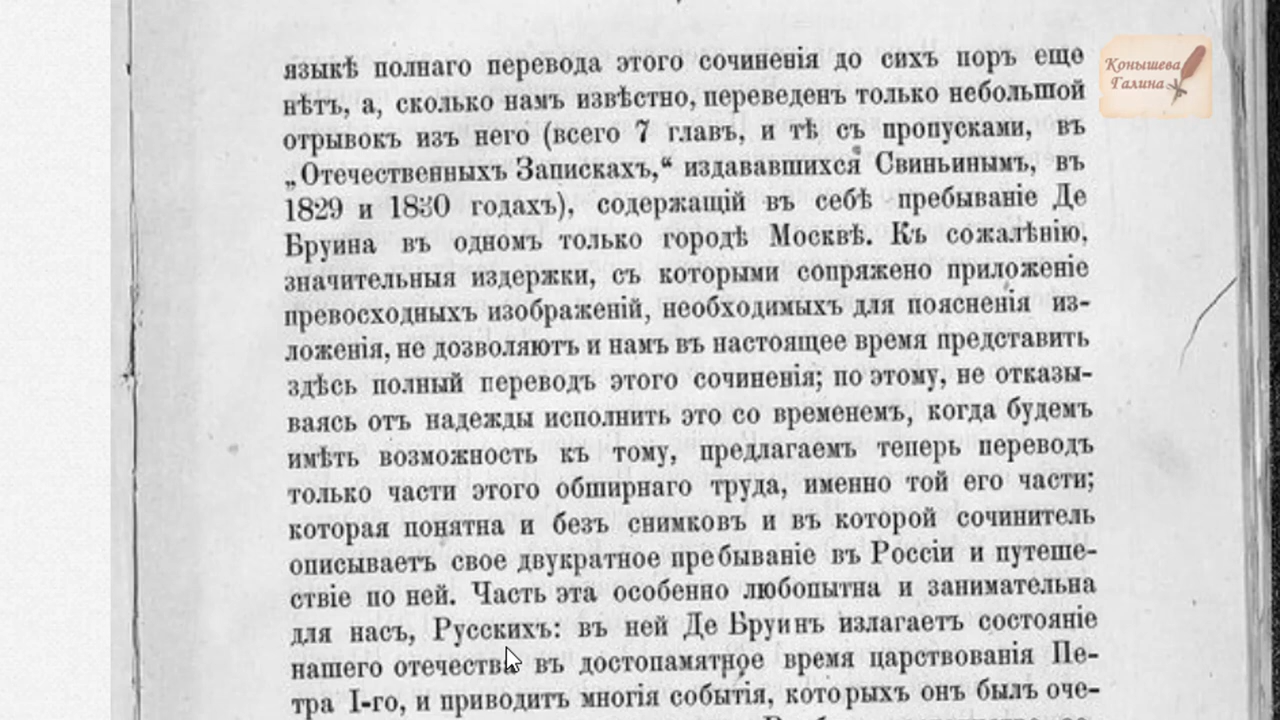 языкѣ полнаго перевода этого сочиненія до сихъ поръ еще
нѣтъ, а, сколько намъ извѣстно, переведенъ только небольшой
отрывокъ изъ него (всего 7 главъ, и тѣ съ пропусками, въ
„Отечественныхъ Запискахъ,“ издававшихся Свиньинымъ, въ
1829 и 1830 годахъ), содержащій въ себѣ пребываніе Де
Бруина въ одномъ только городѣ Москвѣ. Къ сожалѣнію,
значительныя издержки, съ которыми сопряжено приложеніе
превосходныхъ изображеній, необходимыхъ для поясненія из-
ложенія, не дозволяютъ и намъ въ настоящее время представить
здѣсь полный переводъ этого сочиненія; по этому, не отказы-
ваясь отъ надежды исполнить это со временемъ, когда будемъ
имѣть возможность къ тому, предлагаемъ теперь переводъ
только части этого обширнаго труда, именно той его части;
которая понятна и безъ снимковъ и въ которой сочинитель
описываетъ свое двукратное пребываніе въ Россіи и путеше-
ствіе по ней. Часть эта особенно любопытна и занимательна
для насъ, Русскихъ: въ ней Де Бруинъ излагаетъ состояніе
нашего отечества въ достопамятное время царствованія Пе-
тра I-го, и приводитъ многія событія, которыхъ онъ былъ оче-
Конышева
Галина